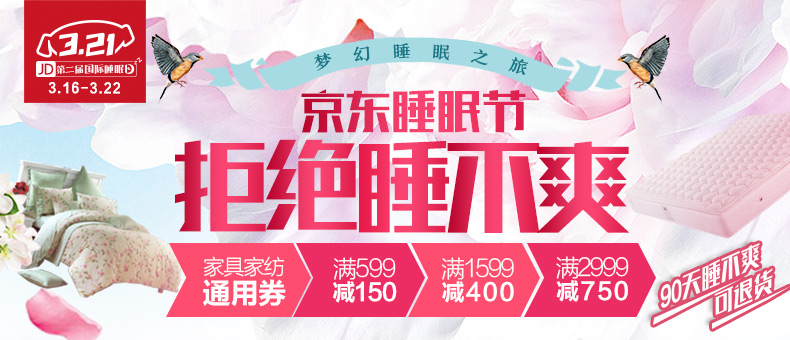 3.21
JD 第二届国际睡眠日
zz
3.16-3.22
梦幻睡眠之旅
京东睡眠节
拒绝睡不爽
家具家纺
通用券
满599
减150
满1599
减400
满2999
减750
90天睡不爽
可退货